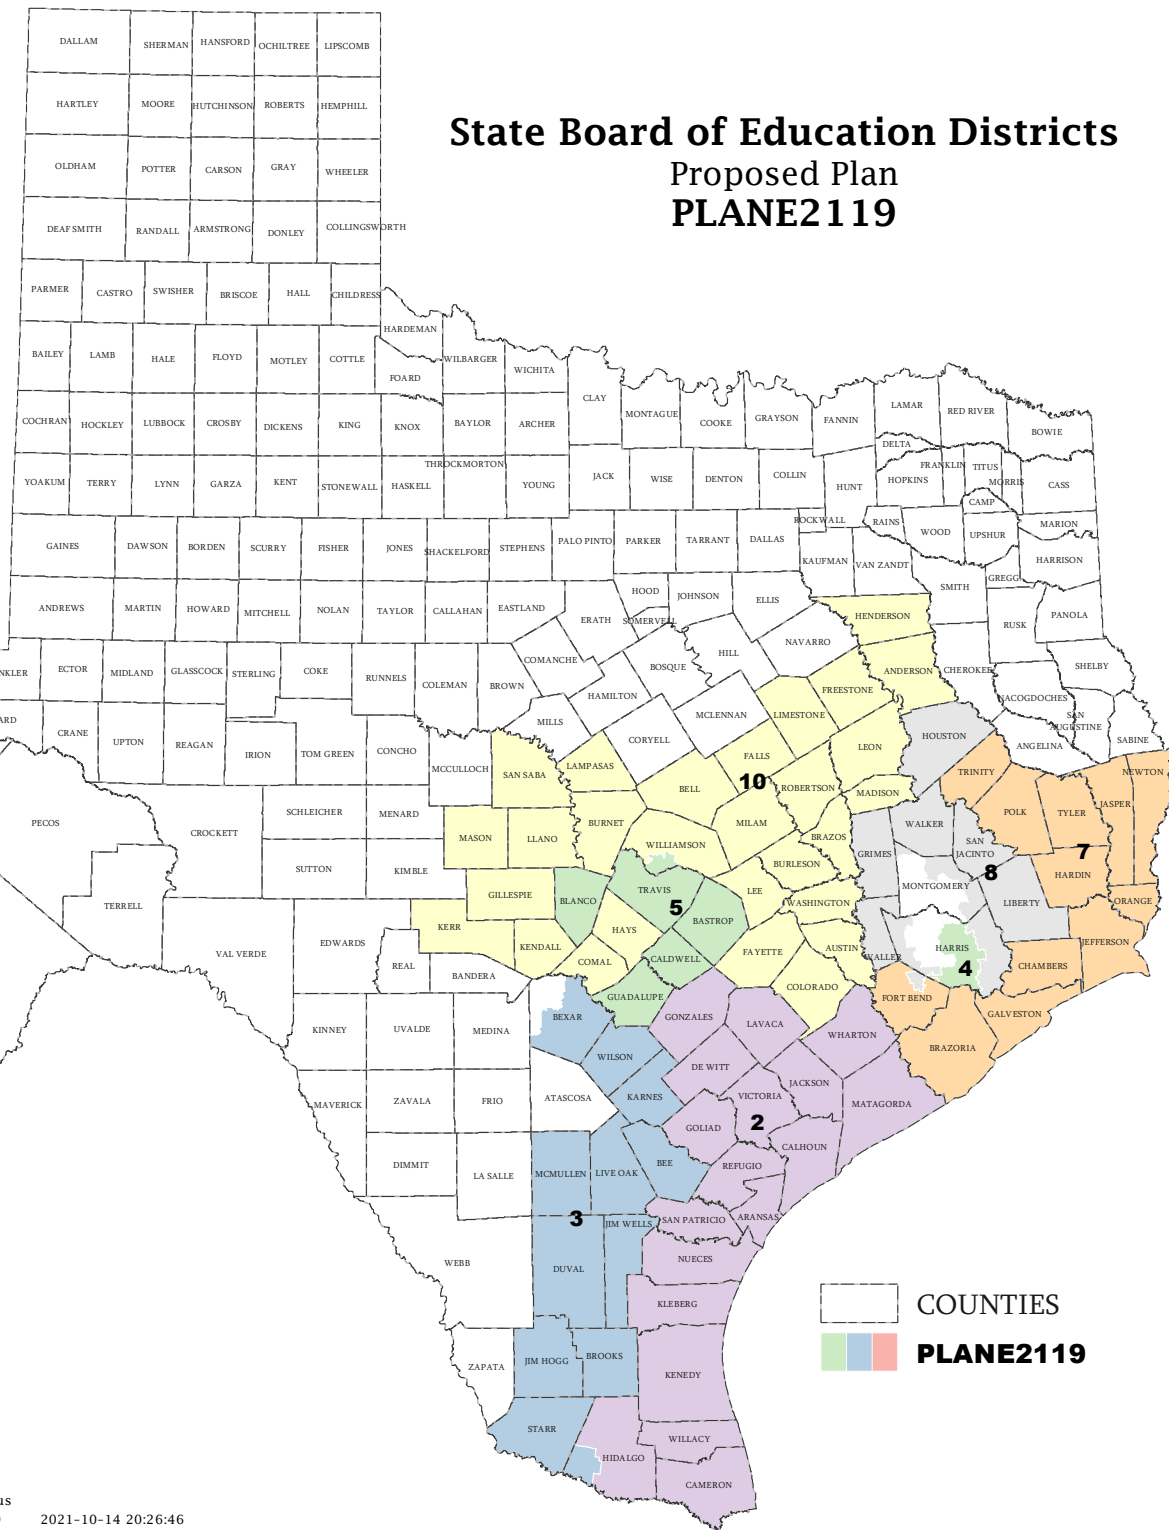 State Board of Education Districts
Proposed Plan
PLANE2119
DALLAM
SHERMAN
HANSFORD
OCHILTREE
LIPSCOMB
HARTLEY
MOORE
HUTCHINSON
ROBERTS
HEMPHILL
OLDHAM
POTTER
CARSON
GRAY
WHEELER
DEAF SMITH
RANDALL
ARMSTRONG
DONLEY
COLLINGSWORTH
PARMER
CASTRO
SWISHER
BRISCOE
HALL
CHILDRESS
HARDEMAN
BAILEY
LAMB
HALE
FLOYD
MOTLEY
COTTLE
FOARD
WILBARGER
WICHITA
CLAY
MONTAGUE
COOKE
GRAYSON
FANNIN
LAMAR
RED RIVER
BOWIE
COCHRAN
HOCKLEY
LUBBOCK
CROSBY
DICKENS
KING
KNOX
BAYLOR
ARCHER
DELTA
YOAKUM
TERRY
LYNN
GARZA
KENT
STONEWALL
HASKELL
THROCKMORTON
YOUNG
JACK
WISE
DENTON
COLLIN
HUNT
HOPKINS
FRANKLIN
TITUS
MORRIS
CASS
CAMP
GAINES
DAWSON
BORDEN
SCURRY
FISHER
JONES
SHACKELFORD
STEPHENS
PALO PINTO
PARKER
TARRANT
DALLAS
ROCKWALL
RAINS
WOOD
UPSHUR
MARION
KAUFMAN
VAN ZANDT
HARRISON
SMITH
GREGG
ANDREWS
MARTIN
HOWARD
MITCHELL
NOLAN
TAYLOR
CALLAHAN
EASTLAND
ERATH
HOOD
SOMERVELL
JOHNSON
ELLIS
HENDERSON
RUSK
PANOLA
NKLER
ECTOR
MIDLAND
GLASSCOCK
STERLING
COKE
RUNNELS
COLEMAN
BROWN
COMANCHE
HAMILTON
BOSQUE
HILL
NAVARRO
FREESTONE
ANDERSON
CHEROKEE
NACOGDOCHES
SHELBY
ARD
CRANE
UPTON
REAGAN
IRION
TOM GREEN
CONCHO
MCCULLOCH
MILLS
CORYELL
MCLENNAN
LIMESTONE
LEON
HOUSTON
ANGELINA
SAN
AUGUSTINE
SABINE
SAN SABA
LAMPASAS
FALLS
10
ROBERTSON
MADISON
TRINITY
NEWTON
PECOS
CROCKETT
SCHLEICHER
MENARD
MASON
LLANO
BURNET
BELL
MILAM
BRAZOS
GRIMES
WALKER
SAN
JACINTO
POLK
TYLER
JASPER
7
SUTTON
KIMBLE
GILLESPIE
BLANCO
WILLIAMSON
TRAVIS
5
BURLESON
LEE
WASHINGTON
MONTGOMERY
8
LIBERTY
HARDIN
ORANGE
TERRELL
VAL VERDE
EDWARDS
KERR
KENDALL
HAYS
BASTROP
FAYETTE
AUSTIN
WALLER
HARRIS
4
CHAMBERS
JEFFERSON
REAL
BANDERA
COMAL
CALDWELL
GUADALUPE
COLORADO
FORT BEND
GALVESTON
KINNEY
UVALDE
MEDINA
BEXAR
WILSON
GONZALES
LAVACA
WHARTON
BRAZORIA
MAVERICK
ZAVALA
FRIO
ATASCOSA
KARNES
DE WITT
VICTORIA
JACKSON
MATAGORDA
2
DIMMIT
LA SALLE
MCMULLEN
LIVE OAK
BEE
GOLIAD
CALHOUN
REFUGIO
ARANSAS
3
JIM WELLS
SAN PATRICIO
WEBB
DUVAL
NUECES
KLEBERG
ZAPATA
JIM HOGG
BROOKS
KENEDY
STARR
HIDALGO
WILLACY
CAMERON
COUNTIES
PLANE2119
us
2021-10-14 20:26:46